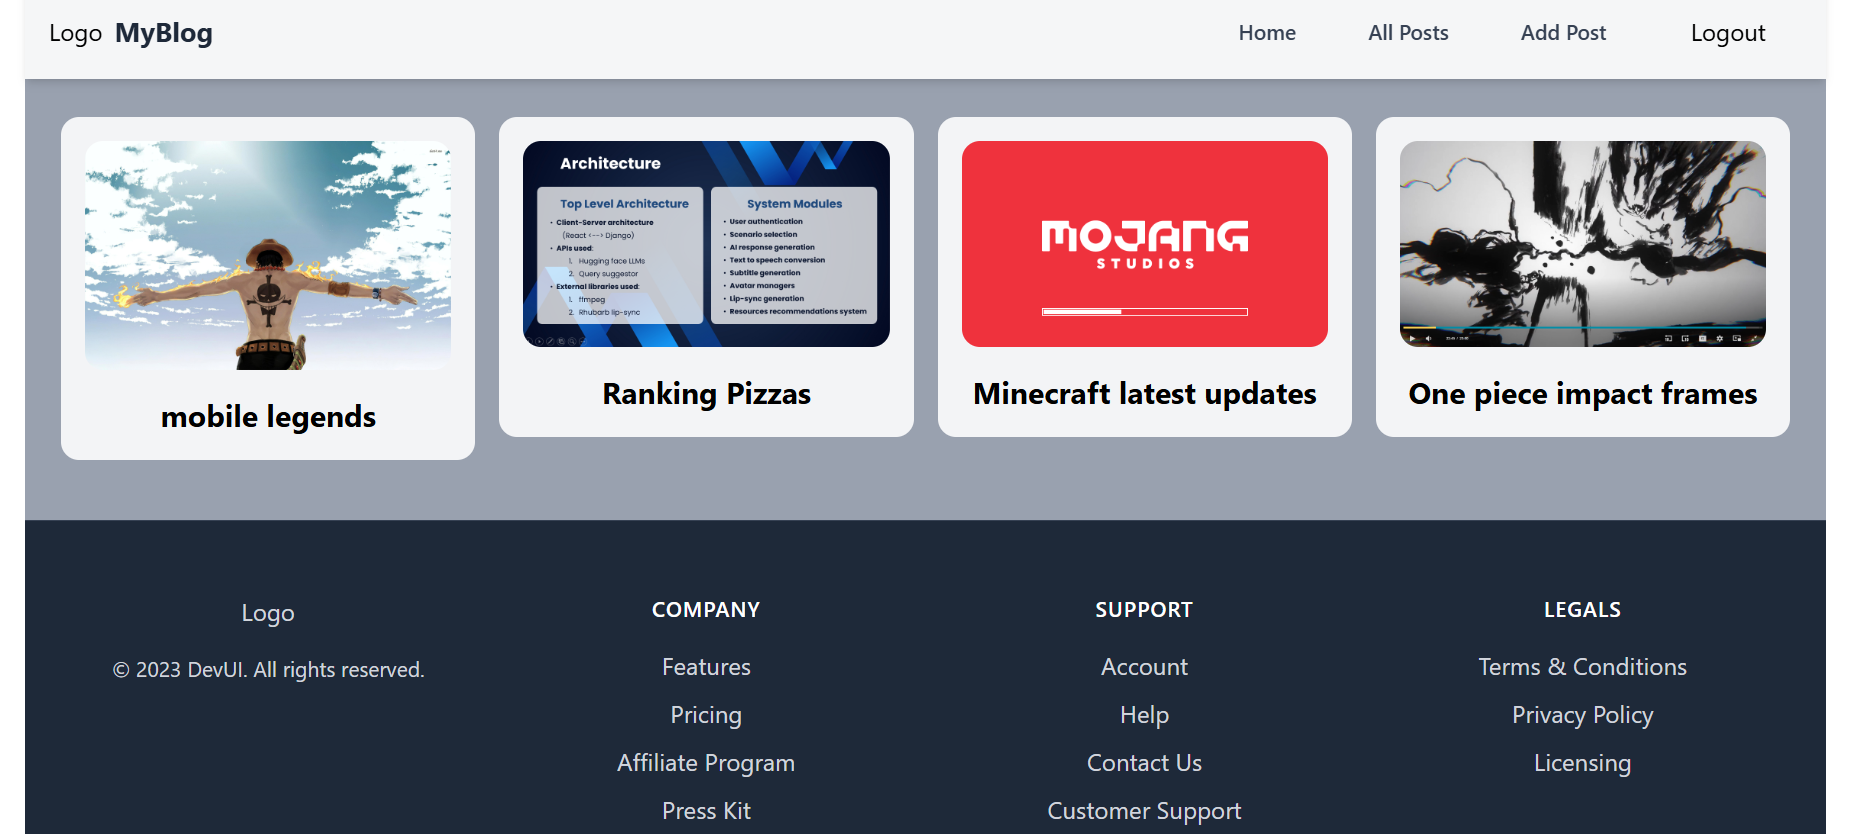 Logo MyBlog
Home
All Posts
Add Post
Logout
mobile legends
Architecture
Top Level Architecture
• Client-Server architecture
(React <--> Django)
• APIs used:
1. Hugging face LLMs
2. Query suggestor
• External libraries used:
1. ffmpeg
2. Rhubarb lip-sync
System Modules
• User authentication
• Scenario selection
• AI response generation
• Text to speech conversion
• Subtitle generation
• Avatar managers
• Lip-sync generation
• Resources recommendations system
Ranking Pizzas
MOJANG
STUDIOS
Minecraft latest updates
One piece impact frames
Logo
© 2023 DevUI. All rights reserved.
COMPANY
Features
Pricing
Affiliate Program
Press Kit
SUPPORT
Account
Help
Contact Us
Customer Support
LEGALS
Terms & Conditions
Privacy Policy
Licensing